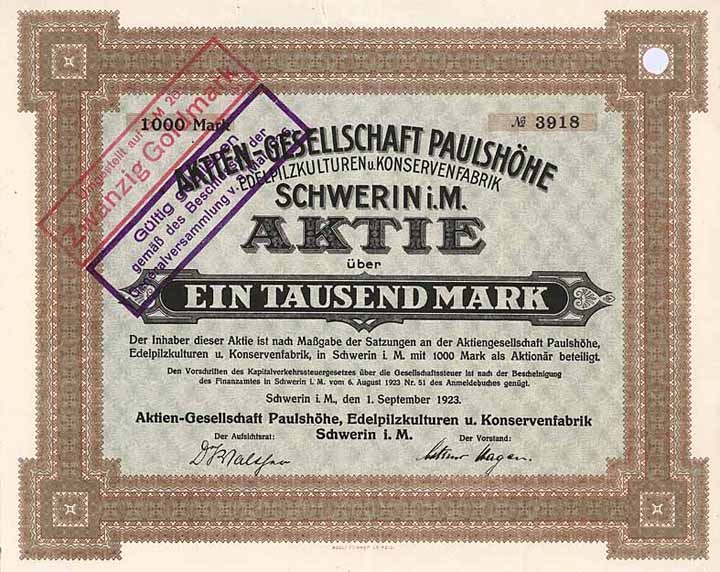 1000 Mark
№ 3918
AKTIEN-GESELLSCHAFT PAULSHÖHE
EDELPILZKULTUREN u. KONSERVENFABRIK
SCHWERIN i. M.
AKTIE
über
EIN TAUSEND MARK
Der Inhaber dieser Aktie ist nach Maßgabe der Satzungen an der Aktiengesellschaft Paulshöhe,
Edelpilzkulturen u. Konservenfabrik, in Schwerin i. M. mit 1000 Mark als Aktionär beteiligt.
Den Vorschriften des Kapitalverkehrssteuergesetzes über die Gesellschaftssteuer ist nach der Bescheinigung
des Finanzamtes in Schwerin i. M. vom 6. August 1923 Nr. 51 des Anmeldebuches genügt.
Schwerin i. M., den 1. September 1923.
Aktien-Gesellschaft Paulshöhe, Edelpilzkulturen u. Konservenfabrik
Schwerin i. M.
Der Aufsichtsrat:
Der Vorstand:
Zwanzig Goldmark
Gültig
gemäß des Beschlusses der
Generalversammlung v.